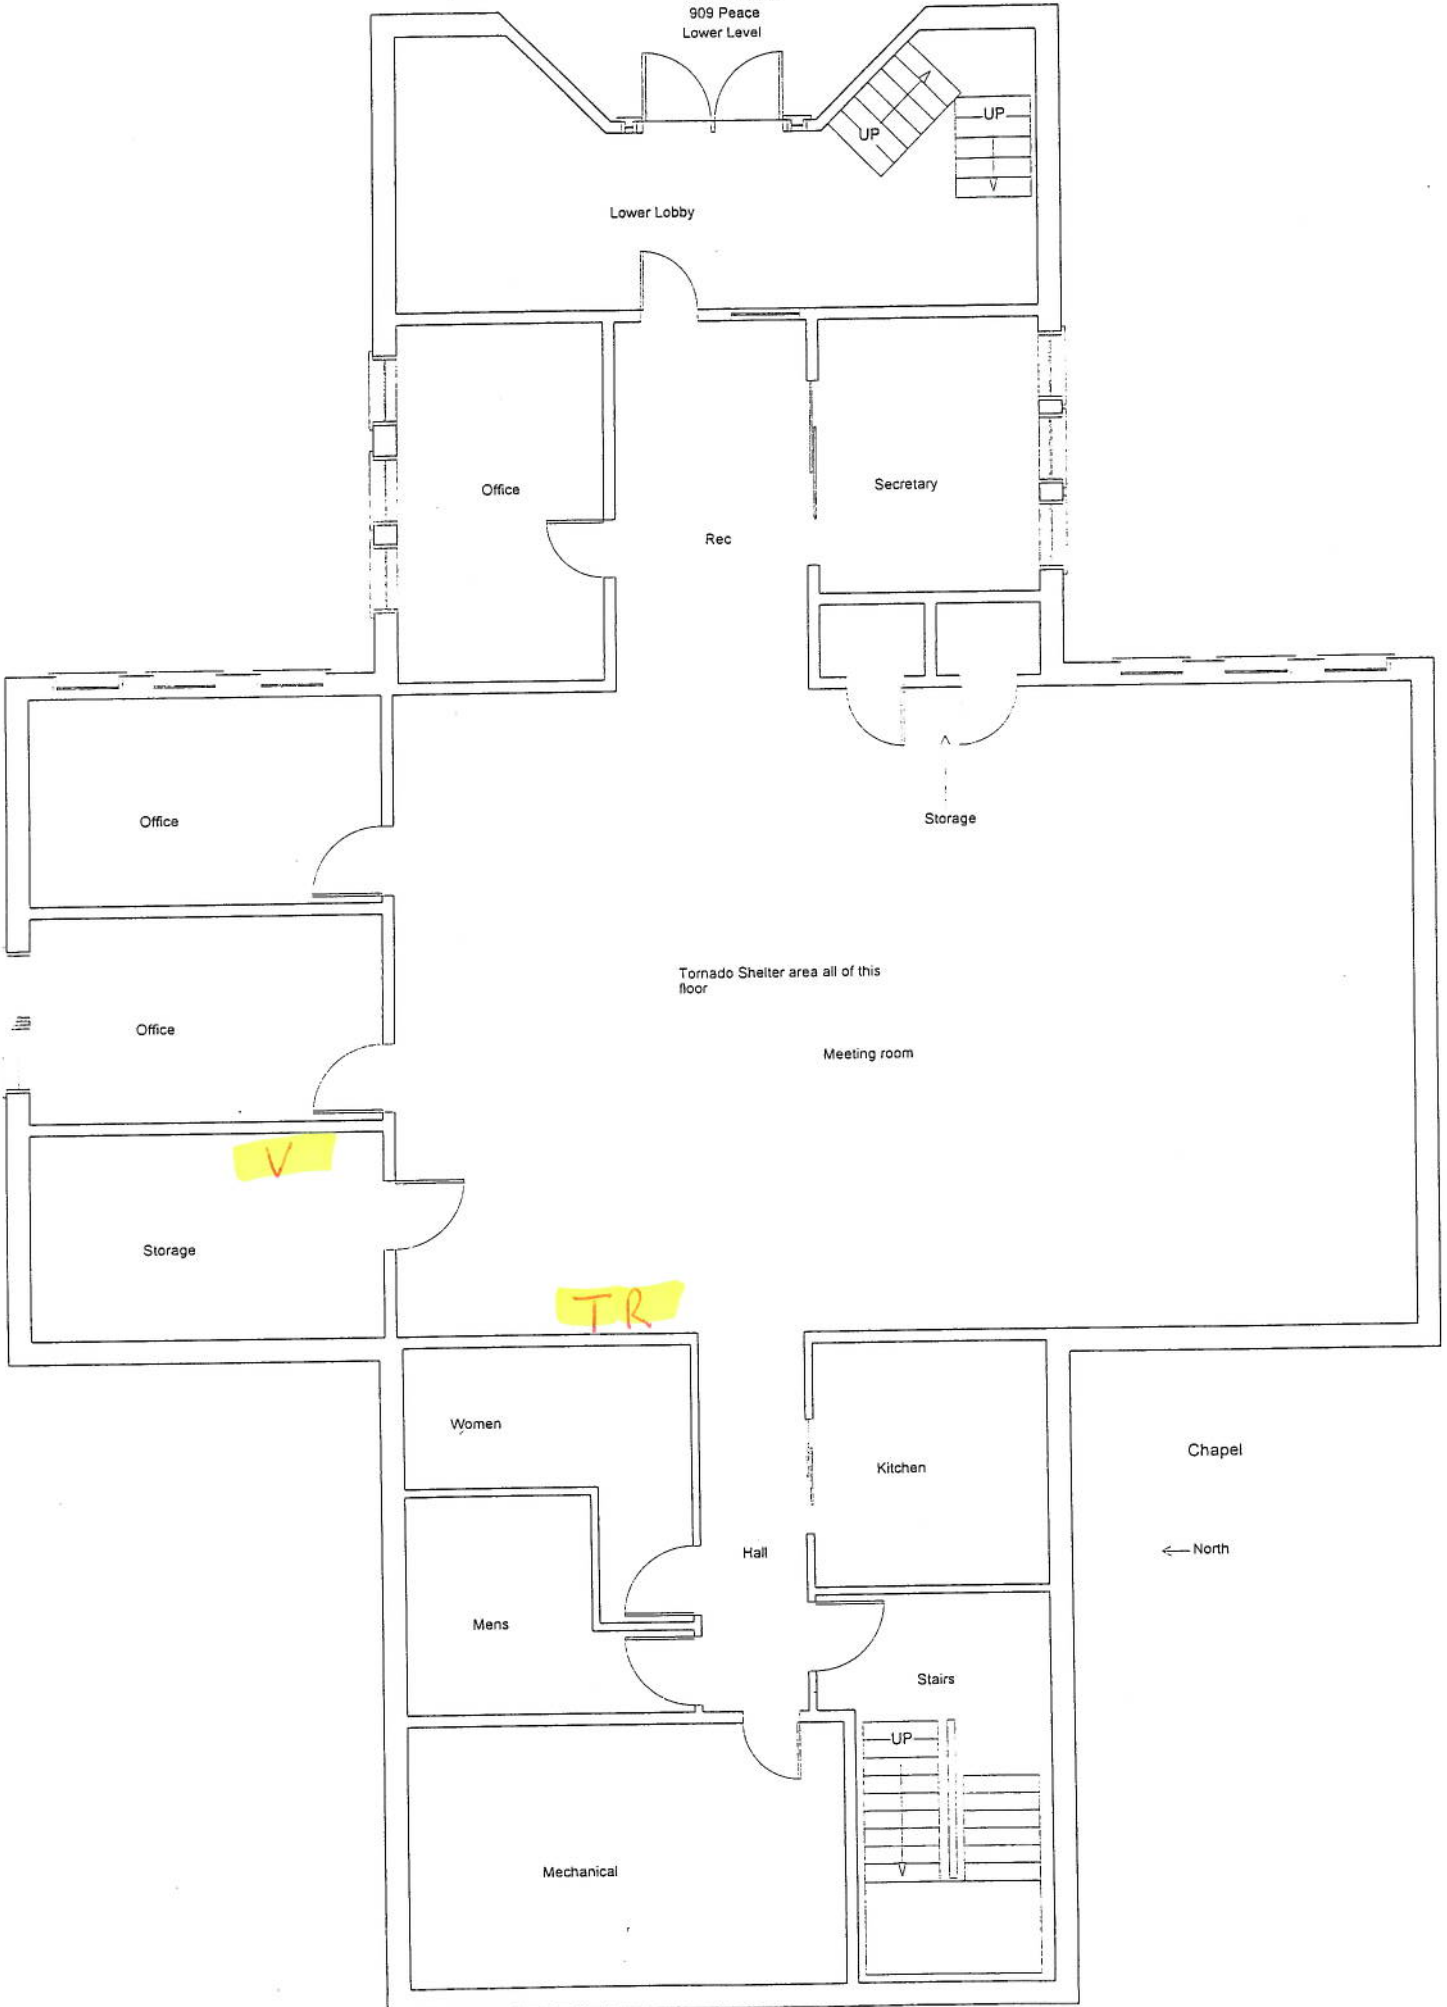 909 Peace
Lower Level
UP
UP
Lower Lobby
Office
Secretary
Rec
Office
Storage
Tornado Shelter area all of this
floor
Office
Meeting room
V
Storage
TR
Women
Kitchen
Chapel
Hall
North
Mens
Stairs
UP
Mechanical